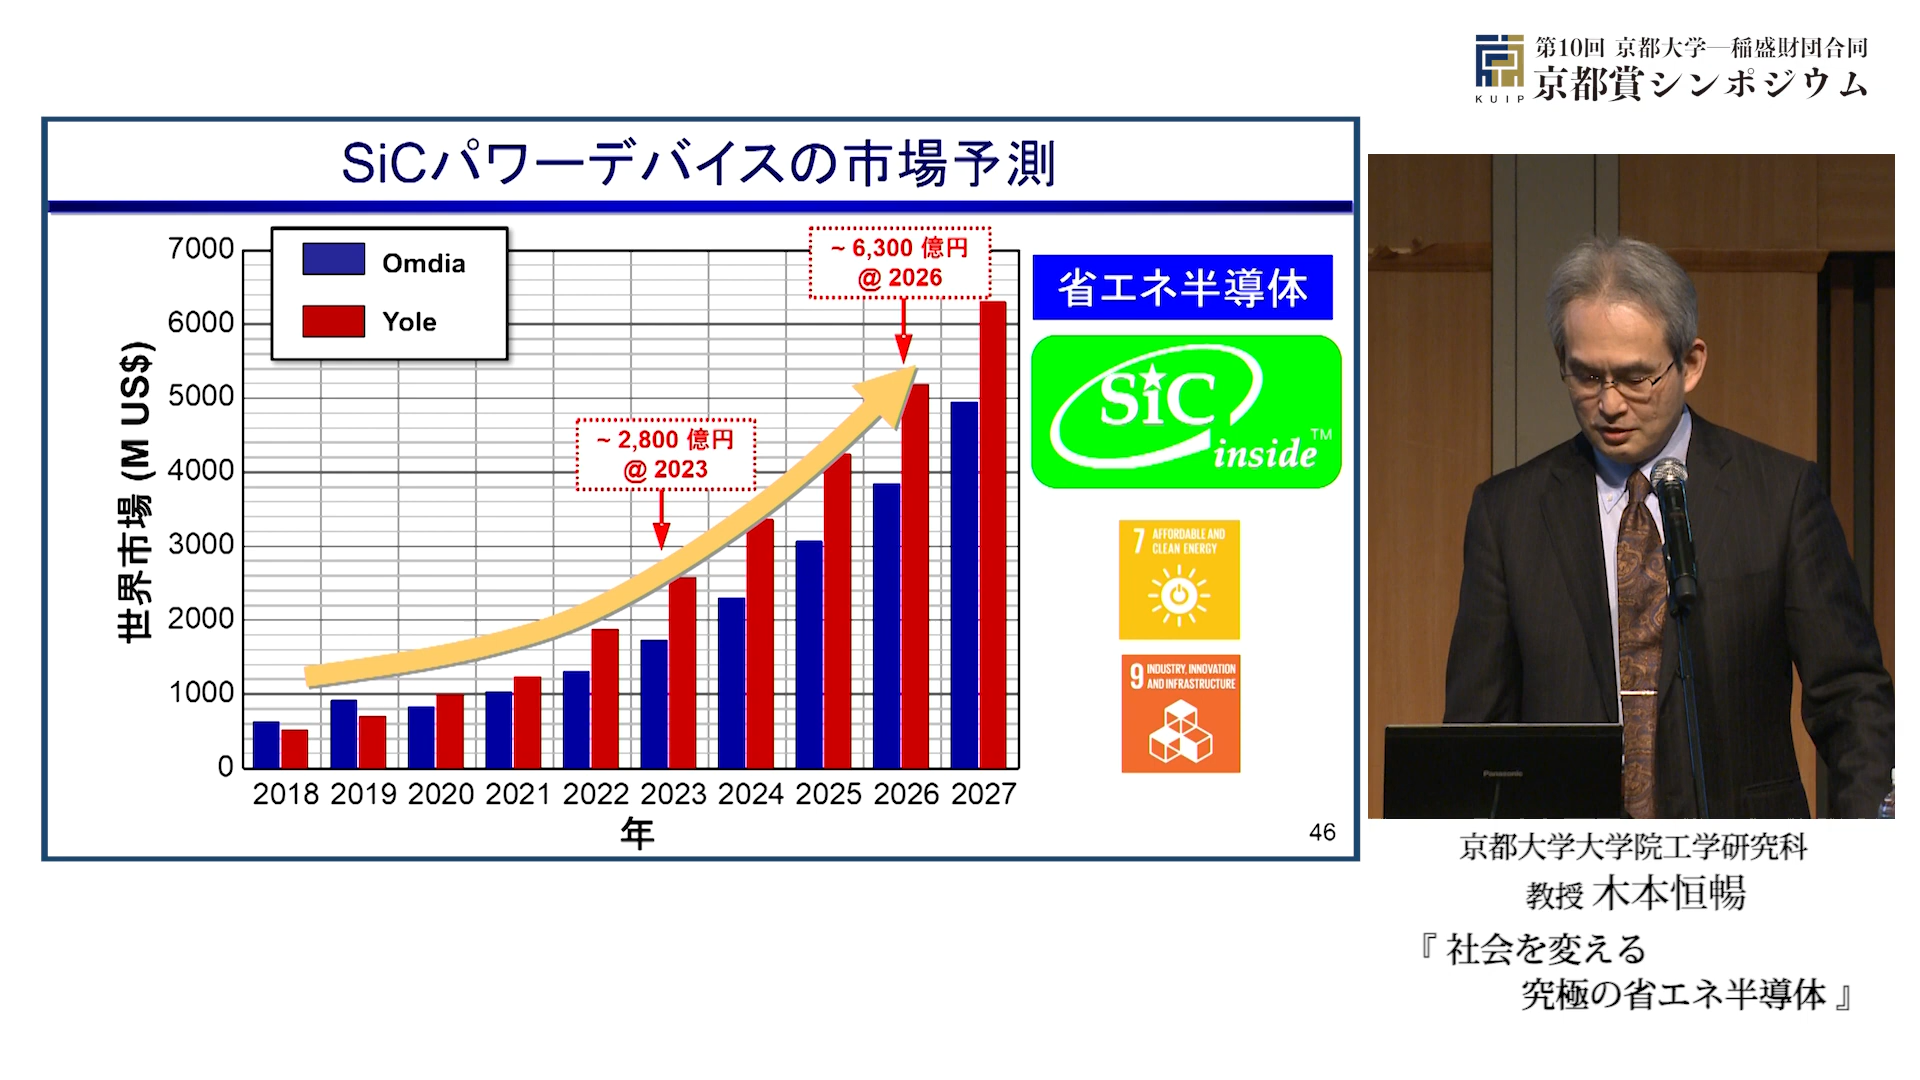 第10回 京都大学―稲盛財団合同
京都賞シンポジウム
KUIP
SiCパワーデバイスの市場予測
Omdia
Yole
~ 6,300 億円
@ 2026
~ 2,800 億円
@ 2023
世界市場 (M US$)
7000
6000
5000
4000
3000
2000
1000
0
2018 2019 2020 2021 2022 2023 2024 2025 2026 2027
年
省エネ半導体
SiC
inside™
7 AFFORDABLE AND
CLEAN ENERGY
9 INDUSTRY, INNOVATION
AND INFRASTRUCTURE
46
Panasonic
京都大学大学院工学研究科
教授 木本恒暢
『 社会を変える
究極の省エネ半導体 』